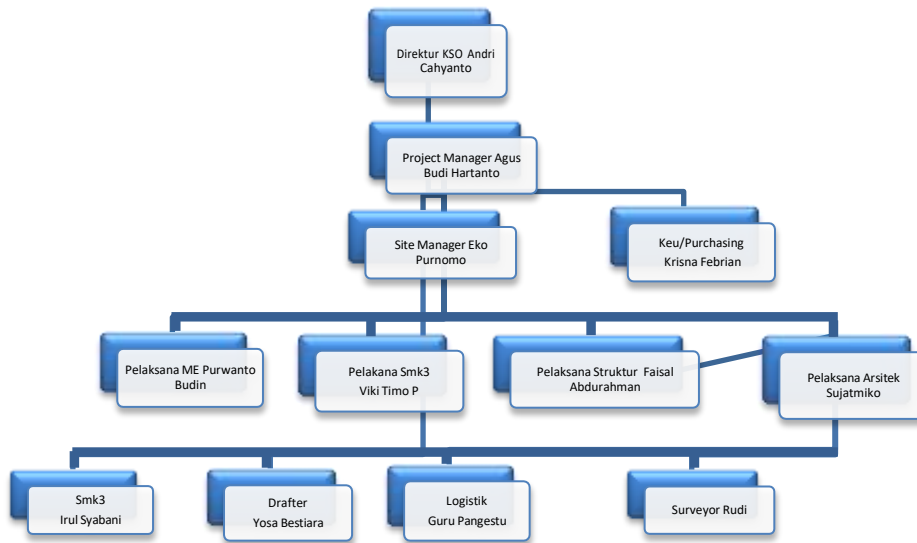 Direktur KSO Andri
Cahyanto
Project Manager Agus
Budi Hartanto
Site Manager Eko
Purnomo
Keu/Purchasing
Krisna Febrian
Pelaksana ME Purwanto
Budin
Pelakana Smk3
Viki Timo P
Pelaksana Struktur Faisal
Abdurahman
Pelaksana Arsitek
Sujatmiko
Smk3
Irul Syabani
Drafter
Yosa Bestiara
Logistik
Guru Pangestu
Surveyor Rudi